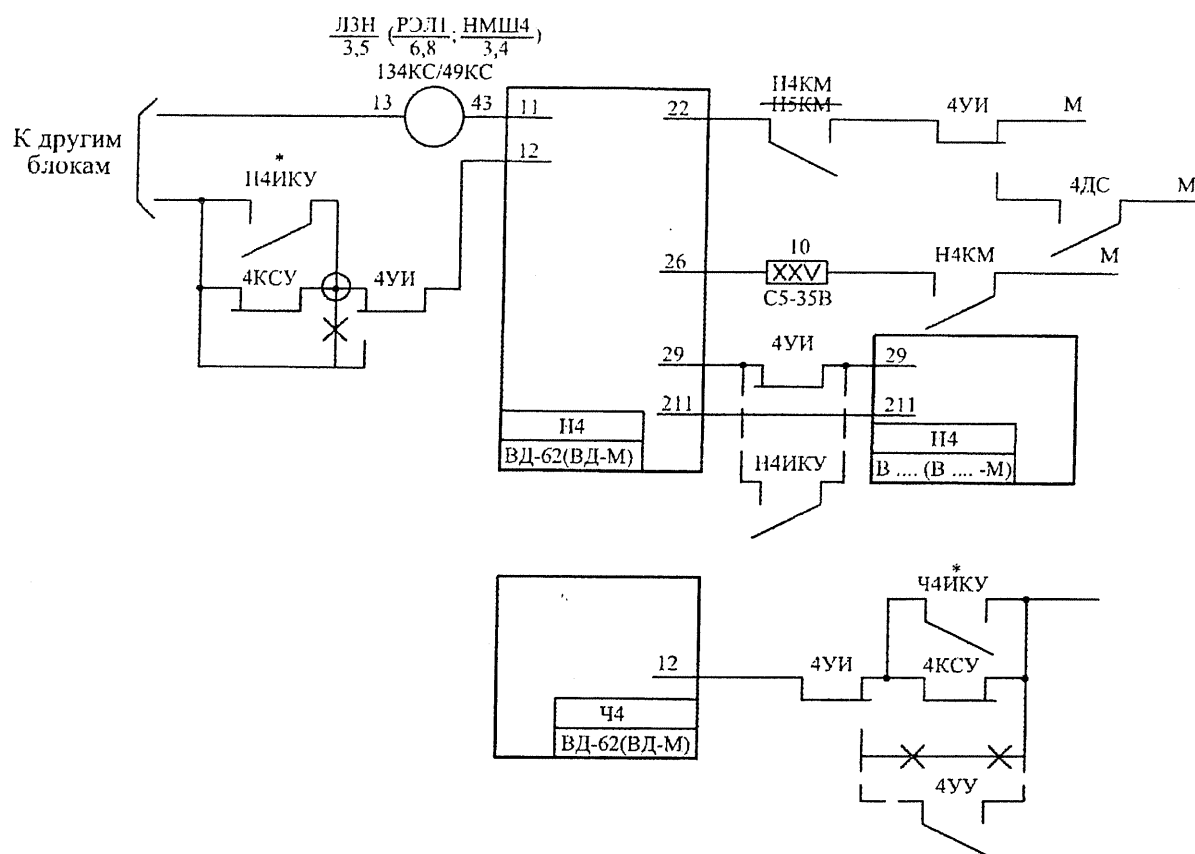 ЛЗН (РЭЛ1 ; НМШ4)
3,5 6,8 3,4
134КС/49КС
13 43 11
К другим
блокам
12
*
Н4ИКУ
4КСУ 4УИ
22 Н4КМ 4УИ М
Н5КМ
4ДС М
26 10 Н4КМ М
XXV
С5-35В
29 4УИ 29
211 211
Н4
ВД-62(ВД-М)
Н4ИКУ
Н4
В .... (В .... -М)
*
Ч4ИКУ
12 4УИ 4КСУ
Ч4
ВД-62(ВД-М)
4УУ